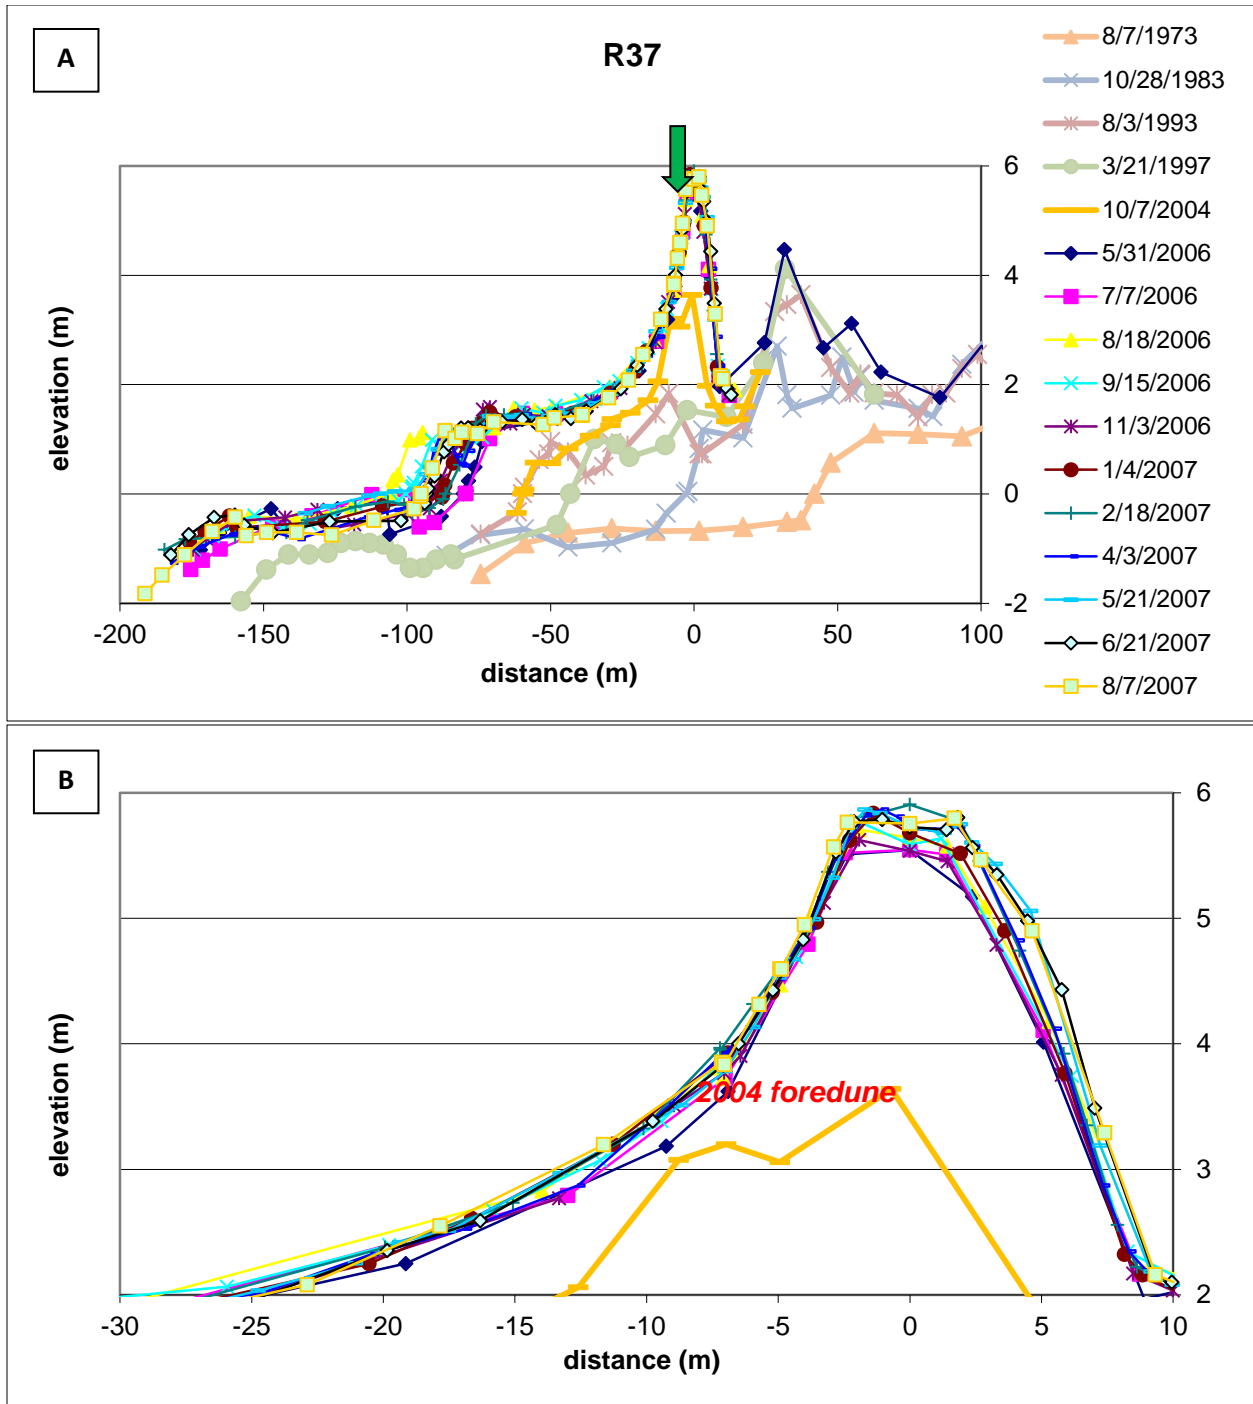 A
R37
8/7/1973
10/28/1983
8/3/1993
3/21/1997
10/7/2004
5/31/2006
7/7/2006
8/18/2006
9/15/2006
11/3/2006
1/4/2007
2/18/2007
4/3/2007
5/21/2007
6/21/2007
8/7/2007
6
4
2
0
-2
elevation (m)
-200 -150 -100 -50 0 50 100
distance (m)
B
6
5
4
3
2
elevation (m)
2004 foredune
-30 -25 -20 -15 -10 -5 0 5 10
distance (m)